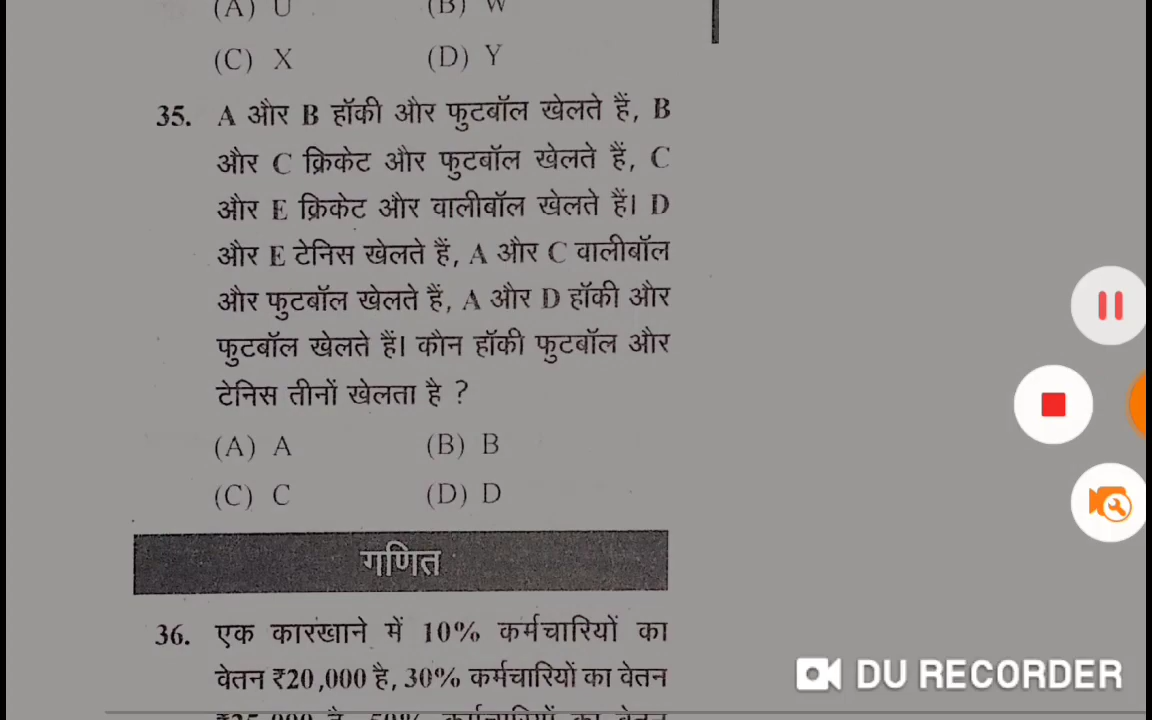 (A) U (B) W
(C) X (D) Y
35. A और B हॉकी और फुटबॉल खेलते हैं, B
और C क्रिकेट और फुटबॉल खेलते हैं, C
और E क्रिकेट और वालीबॉल खेलते हैं। D
और E टेनिस खेलते हैं, A और C वालीबॉल
और फुटबॉल खेलते हैं, A और D हॉकी और
फुटबॉल खेलते हैं। कौन हॉकी फुटबॉल और
टेनिस तीनों खेलता है ?
(A) A (B) B
(C) C (D) D
गणित
36. एक कारखाने में 10% कर्मचारियों का
वेतन ₹20,000 है, 30% कर्मचारियों का वेतन
DU RECORDER